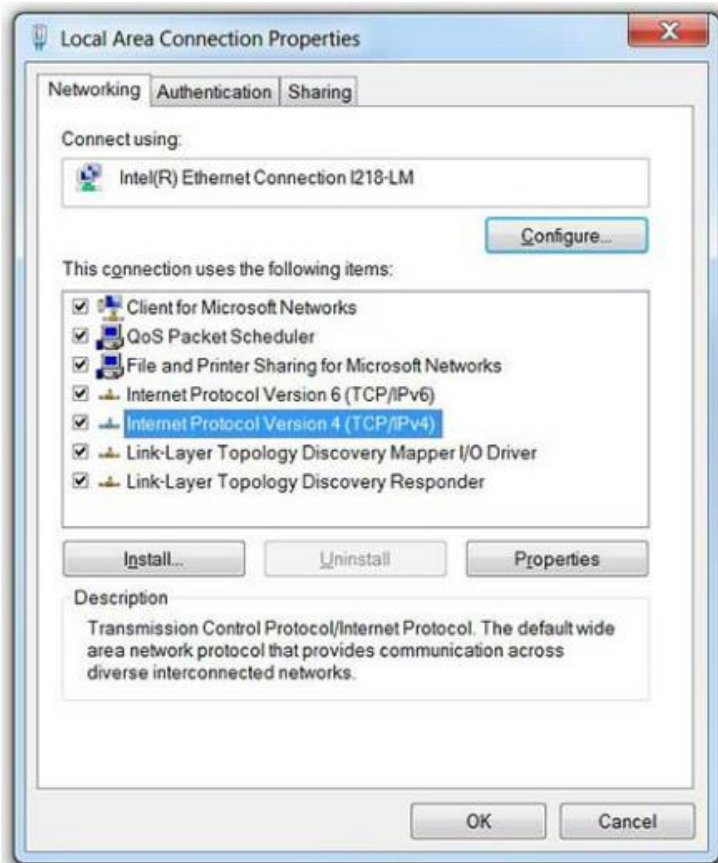 Local Area Connection Properties
Networking Authentication Sharing
Connect using:
Intel(R) Ethernet Connection I218-LM
Configure...
This connection uses the following items:
Client for Microsoft Networks
QoS Packet Scheduler
File and Printer Sharing for Microsoft Networks
Internet Protocol Version 6 (TCP/IPv6)
Internet Protocol Version 4 (TCP/IPv4)
Link-Layer Topology Discovery Mapper I/O Driver
Link-Layer Topology Discovery Responder
Install... Uninstall Properties
Description
Transmission Control Protocol/Internet Protocol. The default wide
area network protocol that provides communication across
diverse interconnected networks.
OK Cancel